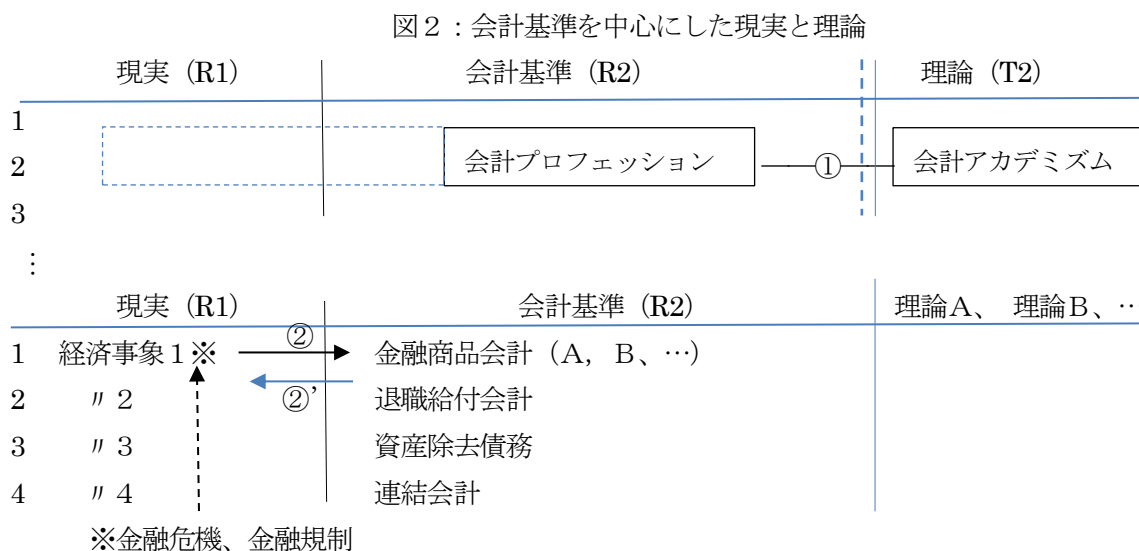 図２：会計基準を中心にした現実と理論
現実（R1） 会計基準（R2） 理論（T2）
1
2 会計プロフェッション ① 会計アカデミズム
3
⋮
現実（R1） 会計基準（R2） 理論Ａ、 理論Ｂ、…
1 経済事象１※ ② 金融商品会計（Ａ，Ｂ、…）
②’
2 〃２ 退職給付会計
3 〃３ 資産除去債務
4 〃４ 連結会計
※金融危機、金融規制